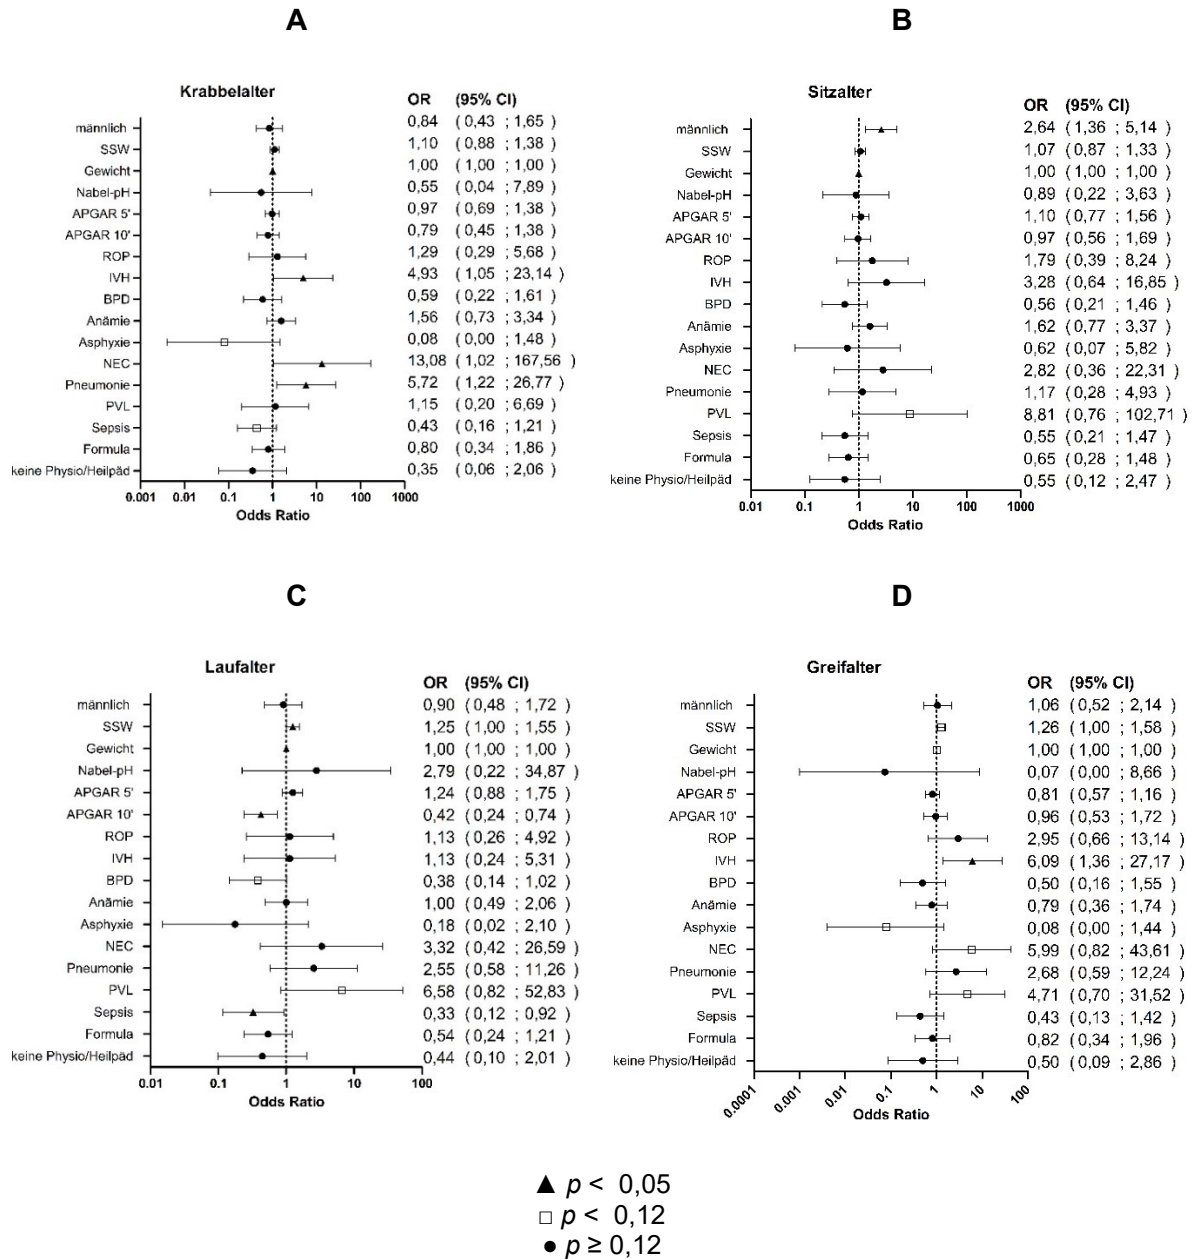 A
Krabbelalter
OR (95% CI)
männlich 0,84 ( 0,43 ; 1,65 )
SSW 1,10 ( 0,88 ; 1,38 )
Gewicht 1,00 ( 1,00 ; 1,00 )
Nabel-pH 0,55 ( 0,04 ; 7,89 )
APGAR 5' 0,97 ( 0,69 ; 1,38 )
APGAR 10' 0,79 ( 0,45 ; 1,38 )
ROP 1,29 ( 0,29 ; 5,68 )
IVH 4,93 ( 1,05 ; 23,14 )
BPD 0,59 ( 0,22 ; 1,61 )
Anämie 1,56 ( 0,73 ; 3,34 )
Asphyxie 0,08 ( 0,00 ; 1,48 )
NEC 13,08 ( 1,02 ; 167,56 )
Pneumonie 5,72 ( 1,22 ; 26,77 )
PVL 1,15 ( 0,20 ; 6,69 )
Sepsis 0,43 ( 0,16 ; 1,21 )
Formula 0,80 ( 0,34 ; 1,86 )
keine Physio/Heilpäd 0,35 ( 0,06 ; 2,06 )
0.001 0.01 0.1 1 10 100 1000
Odds Ratio
B
Sitzalter
OR (95% CI)
männlich 2,64 ( 1,36 ; 5,14 )
SSW 1,07 ( 0,87 ; 1,33 )
Gewicht 1,00 ( 1,00 ; 1,00 )
Nabel-pH 0,89 ( 0,22 ; 3,63 )
APGAR 5' 1,10 ( 0,77 ; 1,56 )
APGAR 10' 0,97 ( 0,56 ; 1,69 )
ROP 1,79 ( 0,39 ; 8,24 )
IVH 3,28 ( 0,64 ; 16,85 )
BPD 0,56 ( 0,21 ; 1,46 )
Anämie 1,62 ( 0,77 ; 3,37 )
Asphyxie 0,62 ( 0,07 ; 5,82 )
NEC 2,82 ( 0,36 ; 22,31 )
Pneumonie 1,17 ( 0,28 ; 4,93 )
PVL 8,81 ( 0,76 ; 102,71 )
Sepsis 0,55 ( 0,21 ; 1,47 )
Formula 0,65 ( 0,28 ; 1,48 )
keine Physio/Heilpäd 0,55 ( 0,12 ; 2,47 )
0.01 0.1 1 10 100 1000
Odds Ratio
C
Laufalter
OR (95% CI)
männlich 0,90 ( 0,48 ; 1,72 )
SSW 1,25 ( 1,00 ; 1,55 )
Gewicht 1,00 ( 1,00 ; 1,00 )
Nabel-pH 2,79 ( 0,22 ; 34,87 )
APGAR 5' 1,24 ( 0,88 ; 1,75 )
APGAR 10' 0,42 ( 0,24 ; 0,74 )
ROP 1,13 ( 0,26 ; 4,92 )
IVH 1,13 ( 0,24 ; 5,31 )
BPD 0,38 ( 0,14 ; 1,02 )
Anämie 1,00 ( 0,49 ; 2,06 )
Asphyxie 0,18 ( 0,02 ; 2,10 )
NEC 3,32 ( 0,42 ; 26,59 )
Pneumonie 2,55 ( 0,58 ; 11,26 )
PVL 6,58 ( 0,82 ; 52,83 )
Sepsis 0,33 ( 0,12 ; 0,92 )
Formula 0,54 ( 0,24 ; 1,21 )
keine Physio/Heilpäd 0,44 ( 0,10 ; 2,01 )
0.01 0.1 1 10 100
Odds Ratio
D
Greifalter
OR (95% CI)
männlich 1,06 ( 0,52 ; 2,14 )
SSW 1,26 ( 1,00 ; 1,58 )
Gewicht 1,00 ( 1,00 ; 1,00 )
Nabel-pH 0,07 ( 0,00 ; 8,66 )
APGAR 5' 0,81 ( 0,57 ; 1,16 )
APGAR 10' 0,96 ( 0,53 ; 1,72 )
ROP 2,95 ( 0,66 ; 13,14 )
IVH 6,09 ( 1,36 ; 27,17 )
BPD 0,50 ( 0,16 ; 1,55 )
Anämie 0,79 ( 0,36 ; 1,74 )
Asphyxie 0,08 ( 0,00 ; 1,44 )
NEC 5,99 ( 0,82 ; 43,61 )
Pneumonie 2,68 ( 0,59 ; 12,24 )
PVL 4,71 ( 0,70 ; 31,52 )
Sepsis 0,43 ( 0,13 ; 1,42 )
Formula 0,82 ( 0,34 ; 1,96 )
keine Physio/Heilpäd 0,50 ( 0,09 ; 2,86 )
0.0001 0.001 0.01 0.1 1 10 100
Odds Ratio
▲ p < 0,05
□ p < 0,12
● p ≥ 0,12